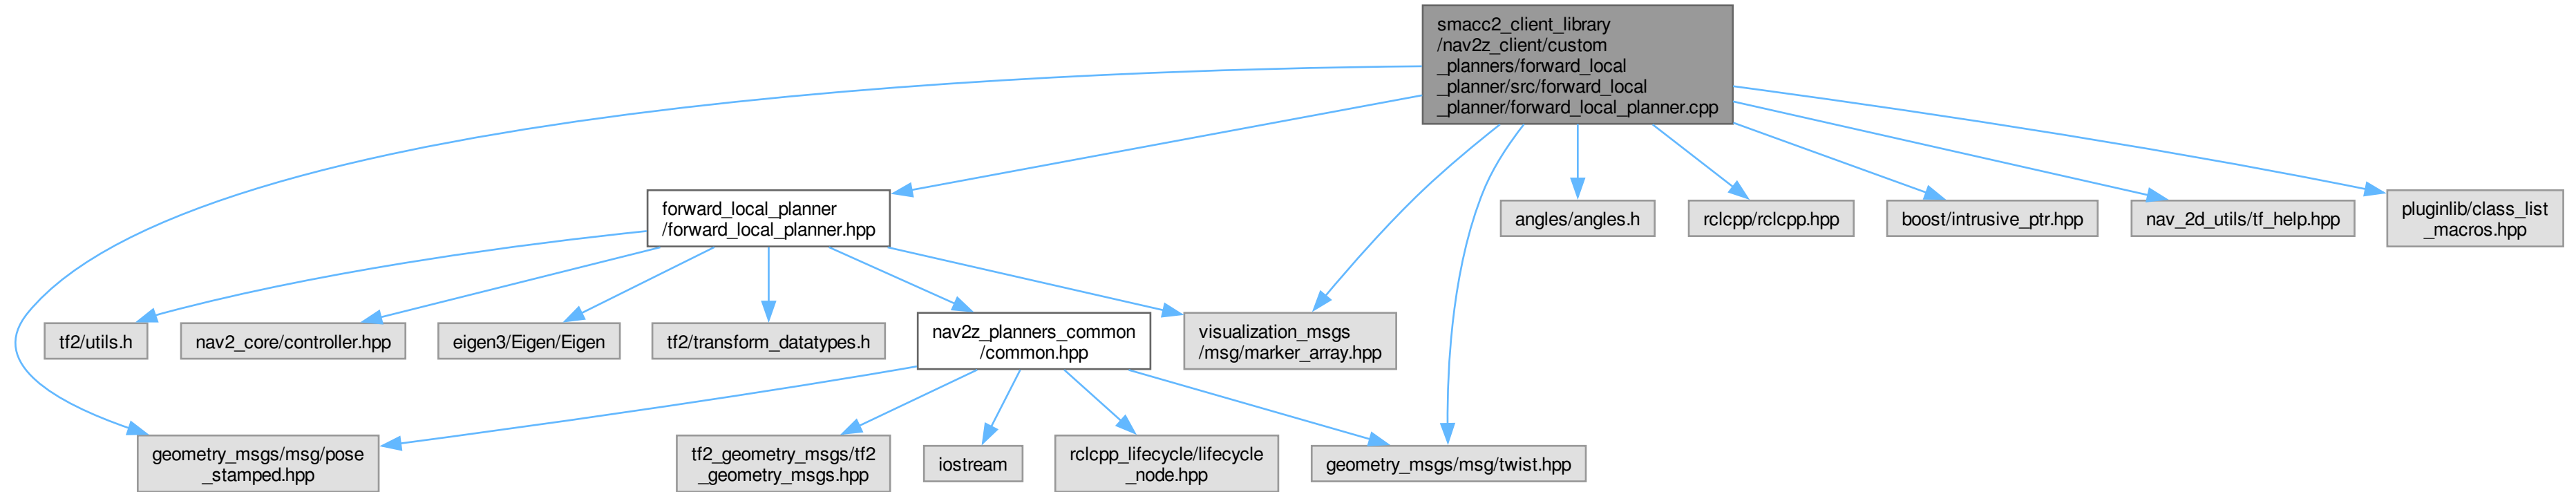 smacc2_client_library
/nav2z_client/custom
_planners/forward_local
_planner/src/forward_local
_planner/forward_local_planner.cpp
forward_local_planner
/forward_local_planner.hpp
angles/angles.h
rclcpp/rclcpp.hpp
boost/intrusive_ptr.hpp
nav_2d_utils/tf_help.hpp
pluginlib/class_list
_macros.hpp
tf2/utils.h
nav2_core/controller.hpp
eigen3/Eigen/Eigen
tf2/transform_datatypes.h
nav2z_planners_common
/common.hpp
visualization_msgs
/msg/marker_array.hpp
geometry_msgs/msg/pose
_stamped.hpp
tf2_geometry_msgs/tf2
_geometry_msgs.hpp
iostream
rclcpp_lifecycle/lifecycle
_node.hpp
geometry_msgs/msg/twist.hpp